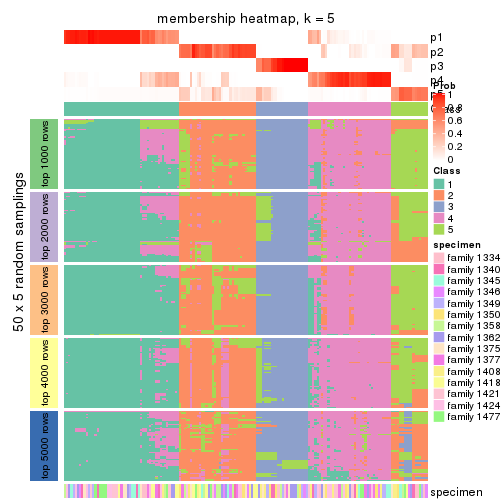 membership heatmap, k = 5
p1
p2
p3
p4
p5
Prob
1
0.8
0.6
0.4
0.2
0
Class
Class
1
2
3
4
5
specimen
family 1334
family 1340
family 1345
family 1346
family 1349
family 1350
family 1358
family 1362
family 1375
family 1377
family 1408
family 1418
family 1421
family 1424
family 1477
50 x 5 random samplings
top 1000 rows
top 2000 rows
top 3000 rows
top 4000 rows
top 5000 rows
specimen